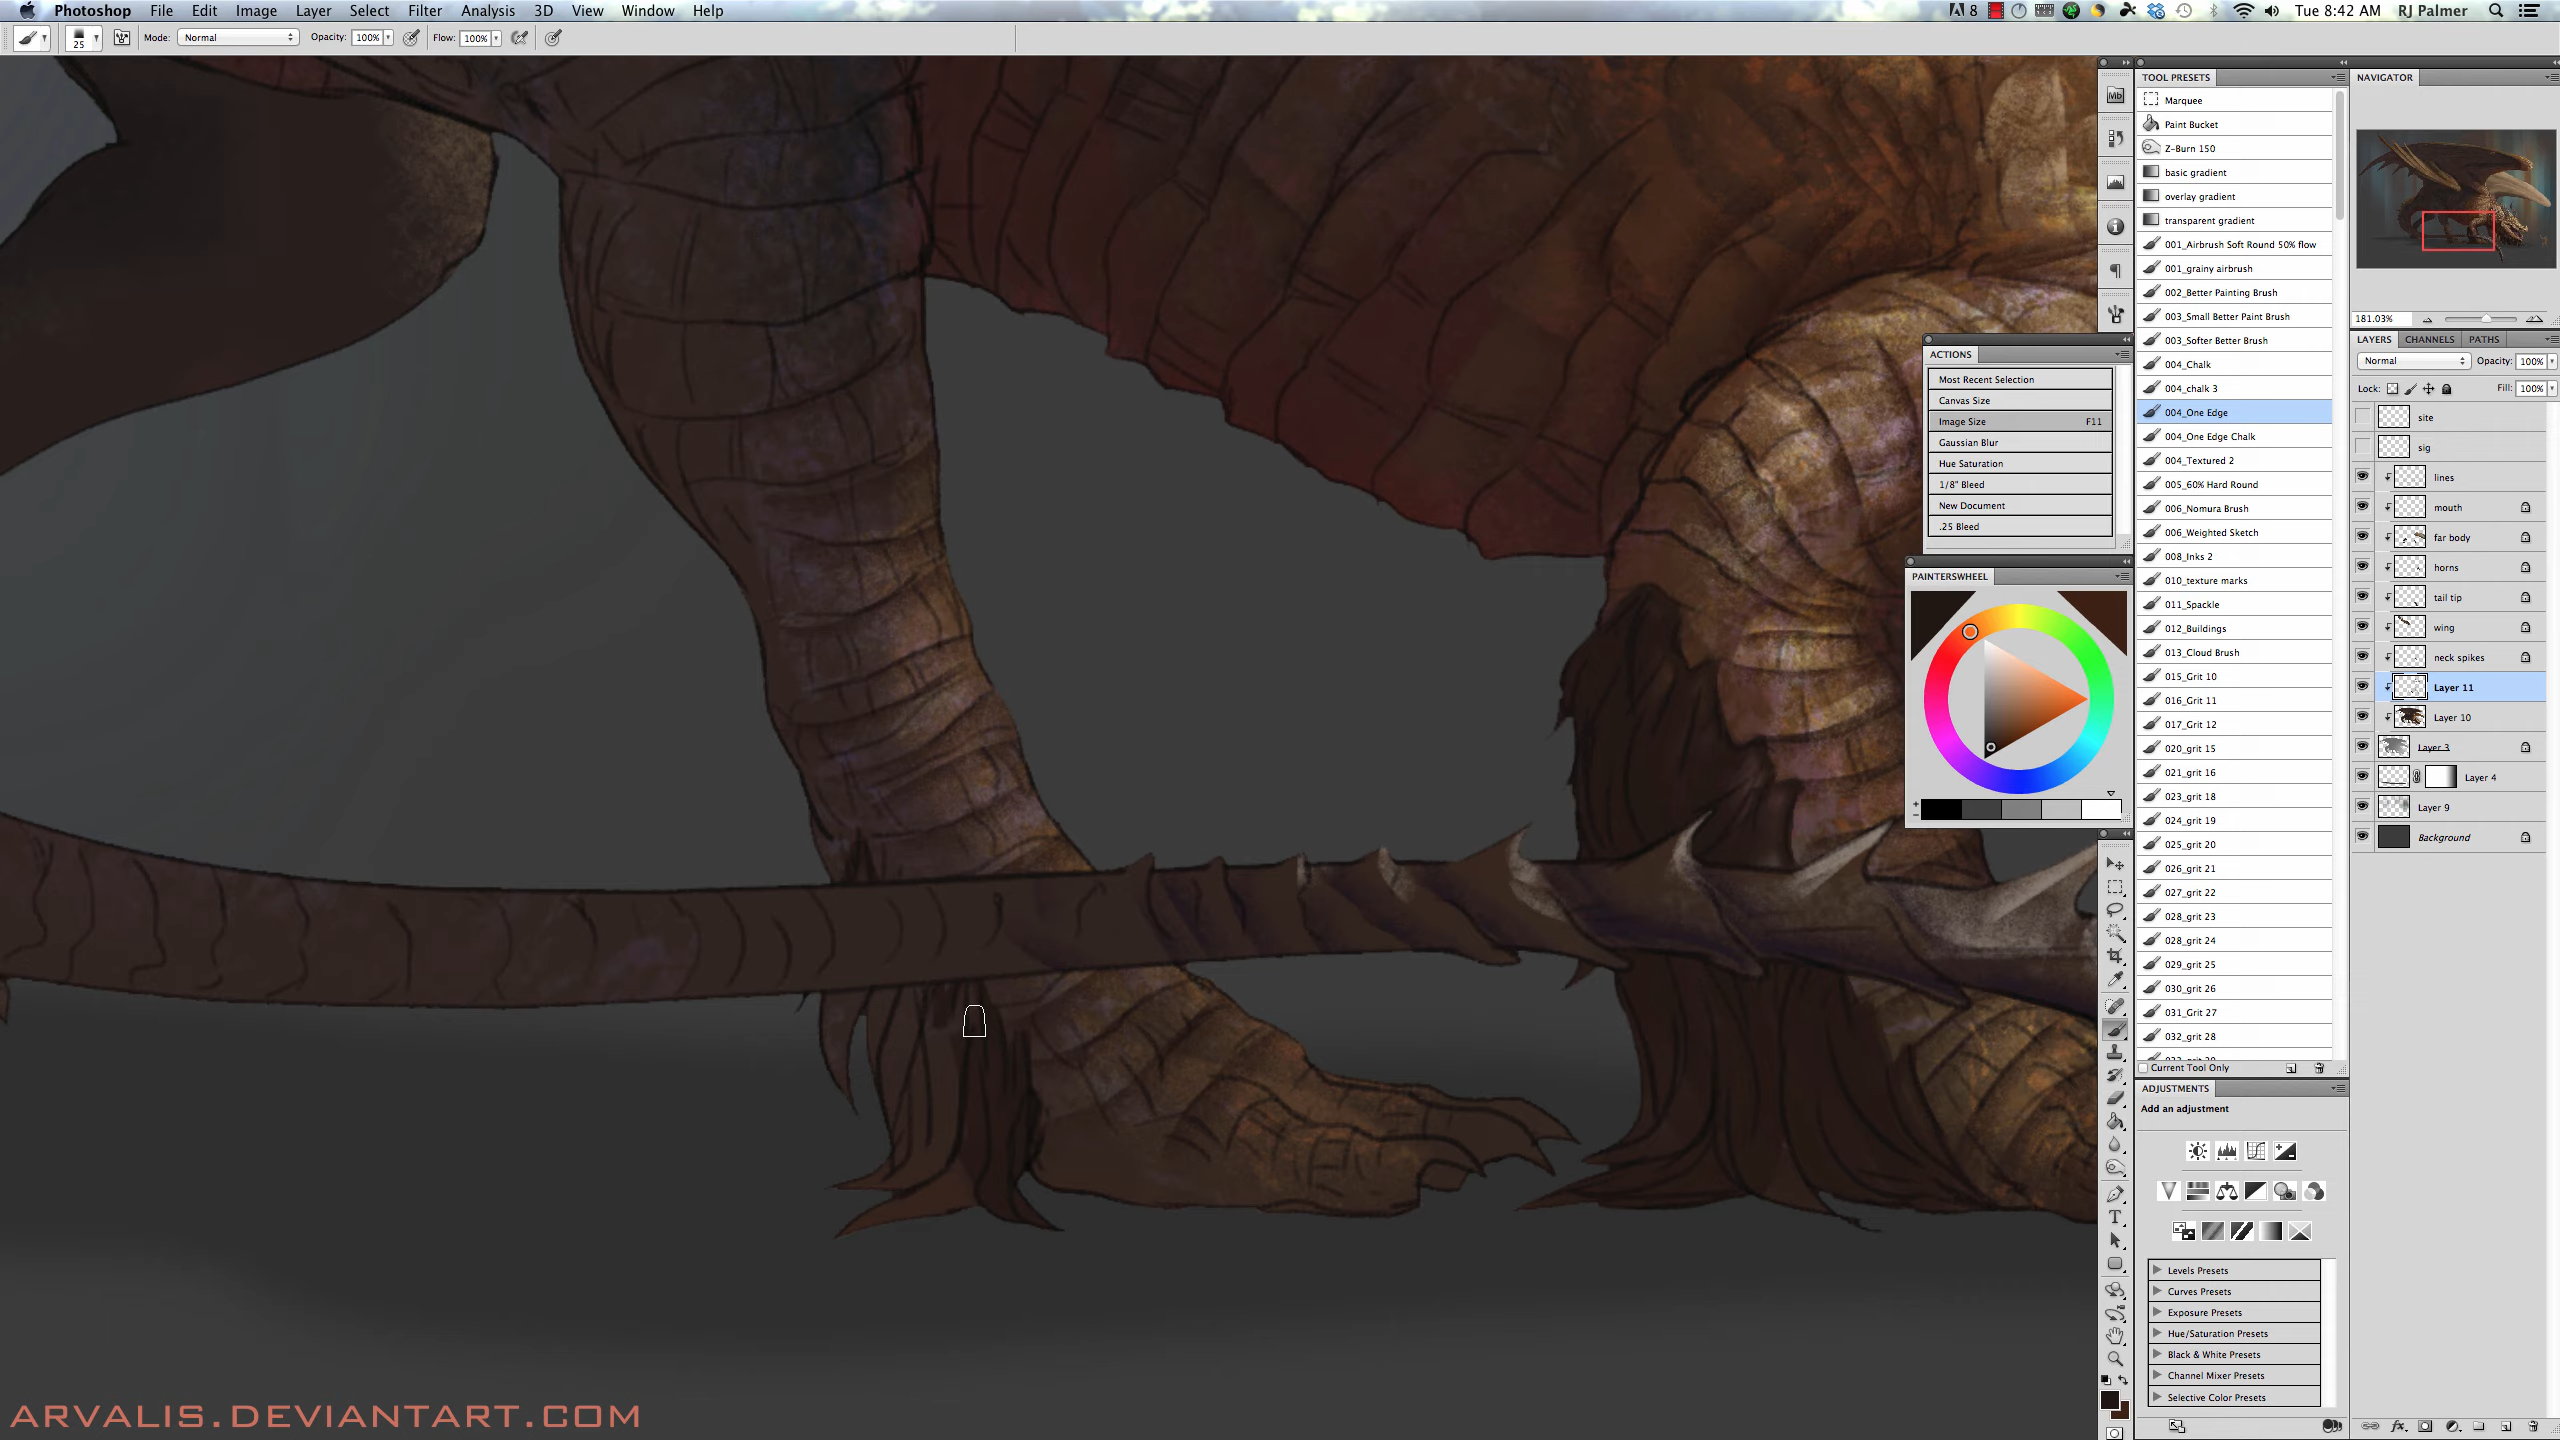 Photoshop File Edit Image Layer Select Filter Analysis 3D View Window Help 8 Tue 8:42 AM RJ Palmer
25 Mode: Normal Opacity: 100% Flow: 100%
TOOL PRESETS
Marquee
Paint Bucket
Z-Burn 150
basic gradient
overlay gradient
transparent gradient
001_Airbrush Soft Round 50% flow
001_grainy airbrush
002_Better Painting Brush
003_Small Better Paint Brush
003_Softer Better Brush
004_Chalk
004_chalk 3
004_One Edge
004_One Edge Chalk
004_Textured 2
005_60% Hard Round
006_Nomura Brush
006_Weighted Sketch
008_Inks 2
010_texture marks
011_Spackle
012_Buildings
013_Cloud Brush
015_Grit 10
016_Grit 11
017_Grit 12
020_grit 15
021_grit 16
023_grit 18
024_grit 19
025_grit 20
026_grit 21
027_grit 22
028_grit 23
028_grit 24
029_grit 25
030_grit 26
031_Grit 27
032_grit 28
Current Tool Only
ADJUSTMENTS
Add an adjustment
Levels Presets
Curves Presets
Exposure Presets
Hue/Saturation Presets
Black & White Presets
Channel Mixer Presets
Selective Color Presets
NAVIGATOR
181.03%
LAYERS CHANNELS PATHS
Normal Opacity: 100%
Lock: Fill: 100%
site
sig
lines
mouth
far body
horns
tail tip
wing
neck spikes
Layer 11
Layer 10
Layer 3
Layer 4
Layer 9
Background
Mb
ACTIONS
Most Recent Selection
Canvas Size
Image Size F11
Gaussian Blur
Hue Saturation
1/8" Bleed
New Document
.25 Bleed
PAINTERSWHEEL
ARVALIS.DEVIANTART.COM